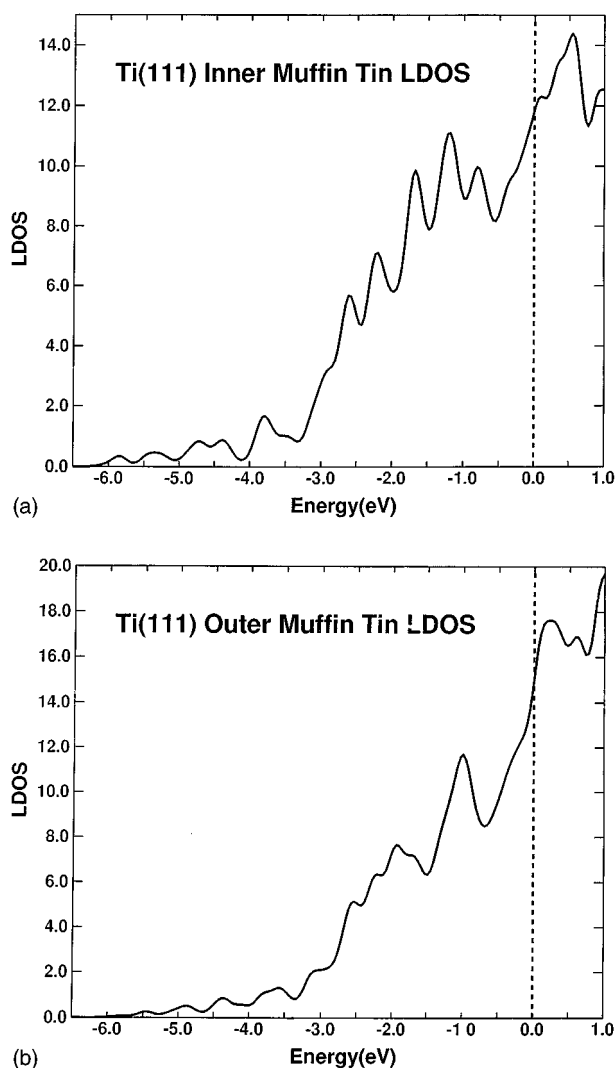 14.0
Ti(111) Inner Muffin Tin LDOS
12.0
10.0
8.0
LDOS
6.0
4.0
2.0
0.0
-6.0 -5.0 -4.0 -3.0 -2.0 -1.0 0.0 1.0
Energy(eV)
(a)
20.0
18.0
Ti(111) Outer Muffin Tin LDOS
16.0
14.0
12.0
LDOS
10.0
8.0
6.0
4.0
2.0
0.0
-6.0 -5.0 -4.0 -3.0 -2.0 -1 0 0.0 1.0
Energy(eV)
(b)